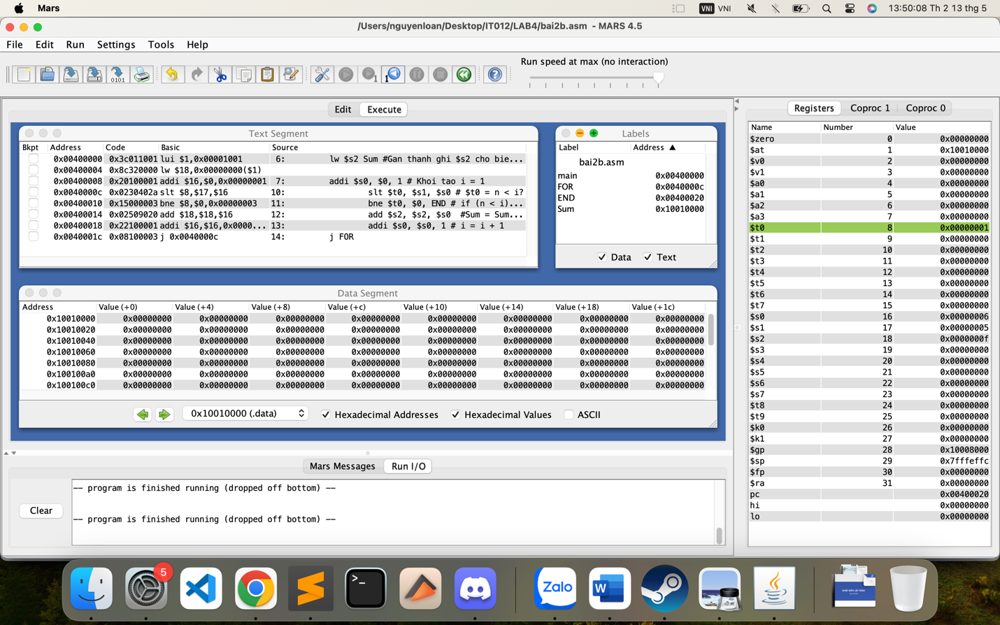 Mars
VNI VNI
13:50:08 Th 2 13 thg 5
/Users/nguyenloan/Desktop/IT012/LAB4/bai2b.asm - MARS 4.5
File Edit Run Settings Tools Help
Run speed at max (no interaction)
Edit Execute
Text Segment
Bkpt Address Code Basic Source
0x00400000 0x3c011001 lui $1,0x00001001 6: lw $s2 Sum #Gan thanh ghi $s2 cho bie...
0x00400004 0x8c320000 lw $18,0x00000000($1)
0x00400008 0x20100001 addi $16,$0,0x00000001 7: addi $s0, $0, 1 # Khoi tao i = 1
0x0040000c 0x0230402a slt $8,$17,$16 10: slt $t0, $s1, $s0 # $t0 = n < i?
0x00400010 0x15000003 bne $8,$0,0x00000003 11: bne $t0, $0, END # if (n < i)...
0x00400014 0x02509020 add $18,$18,$16 12: add $s2, $s2, $s0 #Sum = Sum...
0x00400018 0x22100001 addi $16,$16,0x0000... 13: addi $s0, $s0, 1 # i = i + 1
0x0040001c 0x08100003 j 0x0040000c 14: j FOR
Labels
Label Address ▲
bai2b.asm
main 0x00400000
FOR 0x0040000c
END 0x00400020
Sum 0x10010000
Data Text
Data Segment
Address Value (+0) Value (+4) Value (+8) Value (+c) Value (+10) Value (+14) Value (+18) Value (+1c)
0x10010000 0x00000000 0x00000000 0x00000000 0x00000000 0x00000000 0x00000000 0x00000000 0x00000000
0x10010020 0x00000000 0x00000000 0x00000000 0x00000000 0x00000000 0x00000000 0x00000000 0x00000000
0x10010040 0x00000000 0x00000000 0x00000000 0x00000000 0x00000000 0x00000000 0x00000000 0x00000000
0x10010060 0x00000000 0x00000000 0x00000000 0x00000000 0x00000000 0x00000000 0x00000000 0x00000000
0x10010080 0x00000000 0x00000000 0x00000000 0x00000000 0x00000000 0x00000000 0x00000000 0x00000000
0x100100a0 0x00000000 0x00000000 0x00000000 0x00000000 0x00000000 0x00000000 0x00000000 0x00000000
0x100100c0 0x00000000 0x00000000 0x00000000 0x00000000 0x00000000 0x00000000 0x00000000 0x00000000
0x10010000 (.data) Hexadecimal Addresses Hexadecimal Values ASCII
Mars Messages Run I/O
Clear
-- program is finished running (dropped off bottom) --
-- program is finished running (dropped off bottom) --
Registers Coproc 1 Coproc 0
Name Number Value
$zero 0 0x00000000
$at 1 0x10010000
$v0 2 0x00000000
$v1 3 0x00000000
$a0 4 0x00000000
$a1 5 0x00000000
$a2 6 0x00000000
$a3 7 0x00000000
$t0 8 0x00000001
$t1 9 0x00000000
$t2 10 0x00000000
$t3 11 0x00000000
$t4 12 0x00000000
$t5 13 0x00000000
$t6 14 0x00000000
$t7 15 0x00000000
$s0 16 0x00000006
$s1 17 0x00000005
$s2 18 0x0000000f
$s3 19 0x00000000
$s4 20 0x00000000
$s5 21 0x00000000
$s6 22 0x00000000
$s7 23 0x00000000
$t8 24 0x00000000
$t9 25 0x00000000
$k0 26 0x00000000
$k1 27 0x00000000
$gp 28 0x10008000
$sp 29 0x7fffeffc
$fp 30 0x00000000
$ra 31 0x00000000
pc 0x00400020
hi 0x00000000
lo 0x00000000
5
Zalo
W